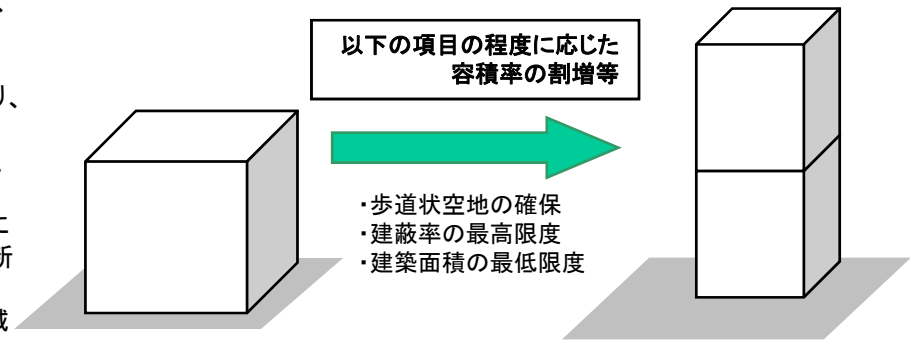 り、
新
以下の項目の程度に応じた
容積率の割増等
・歩道状空地の確保
・建蔽率の最高限度
・建築面積の最低限度